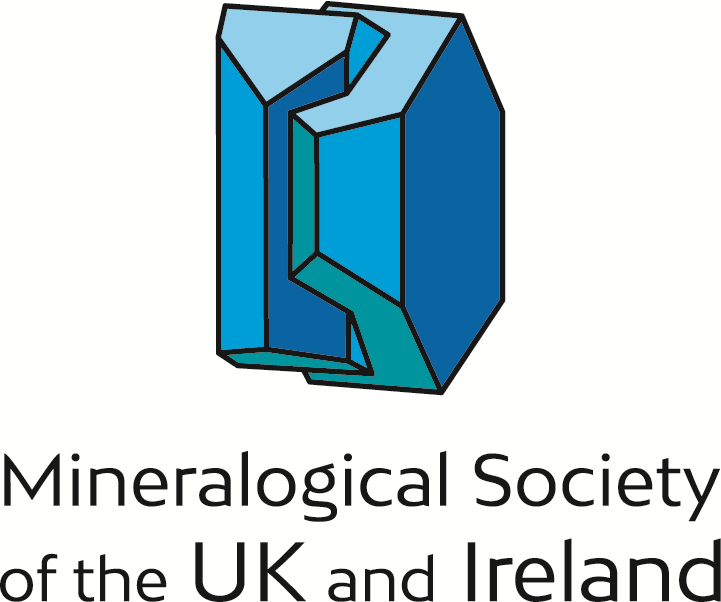 Mineralogical Society
of the UK and Ireland